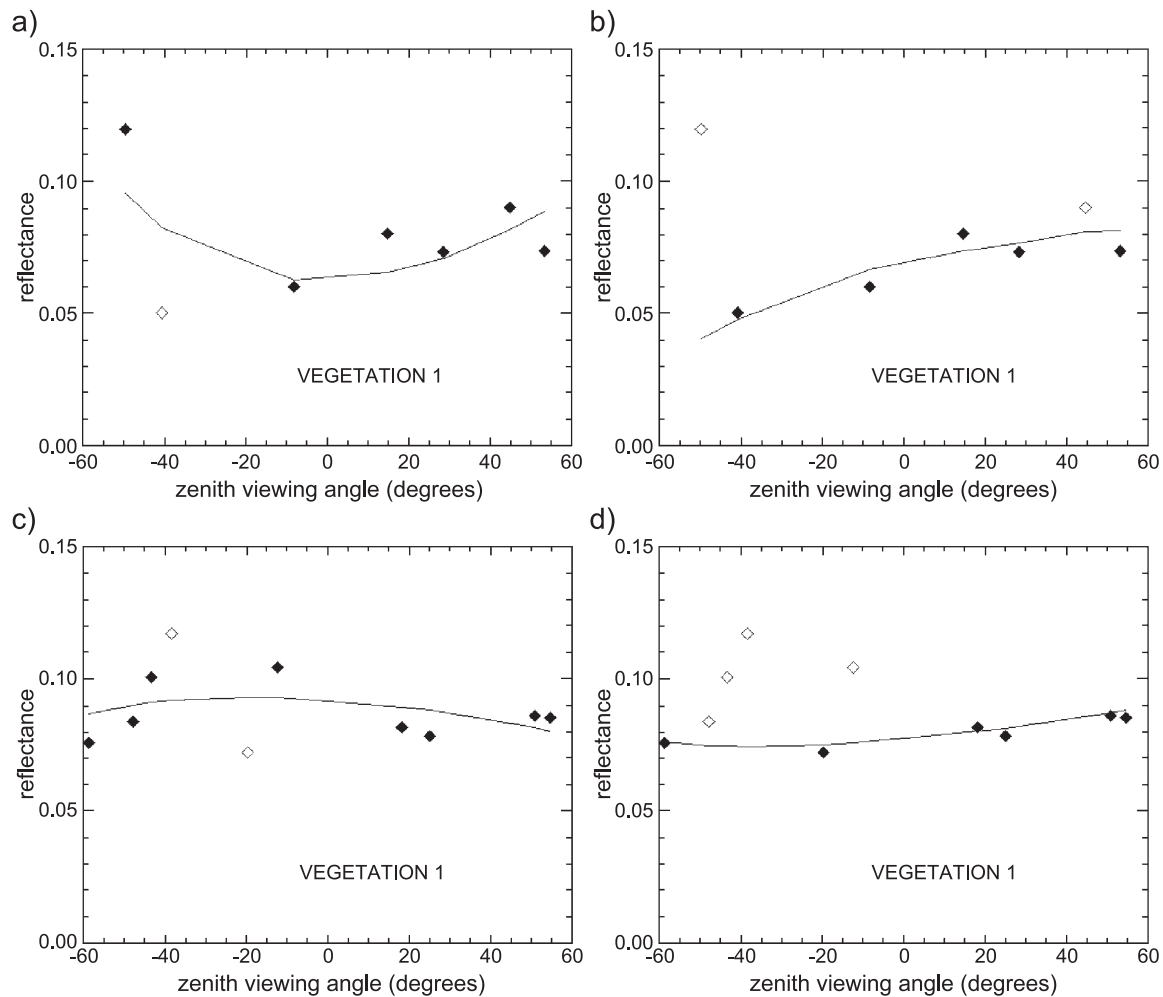 a)
0.15
0.10
0.05
0.00
reflectance
VEGETATION 1
-60 -40 -20 0 20 40 60
zenith viewing angle (degrees)
b)
0.15
0.10
0.05
0.00
reflectance
VEGETATION 1
-60 -40 -20 0 20 40 60
zenith viewing angle (degrees)
c)
0.15
0.10
0.05
0.00
reflectance
VEGETATION 1
-60 -40 -20 0 20 40 60
zenith viewing angle (degrees)
d)
0.15
0.10
0.05
0.00
reflectance
VEGETATION 1
-60 -40 -20 0 20 40 60
zenith viewing angle (degrees)